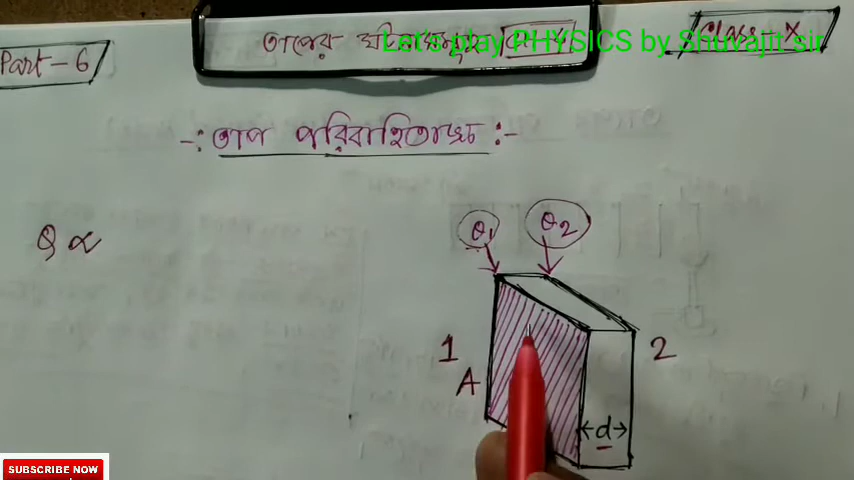 Part - 6
তাপের
Let's play PHYSICS by Shuvajit sir
Class - X
-: তাপ পরিবাহিতাঙ্ক :-
Q ∝
θ₁
θ₂
1
2
A
d
SUBSCRIBE NOW